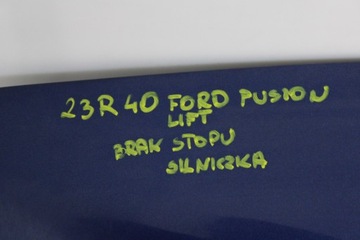 23R40 FORD FUSION
LIFT
BRAK STOPU
SILNICZKA